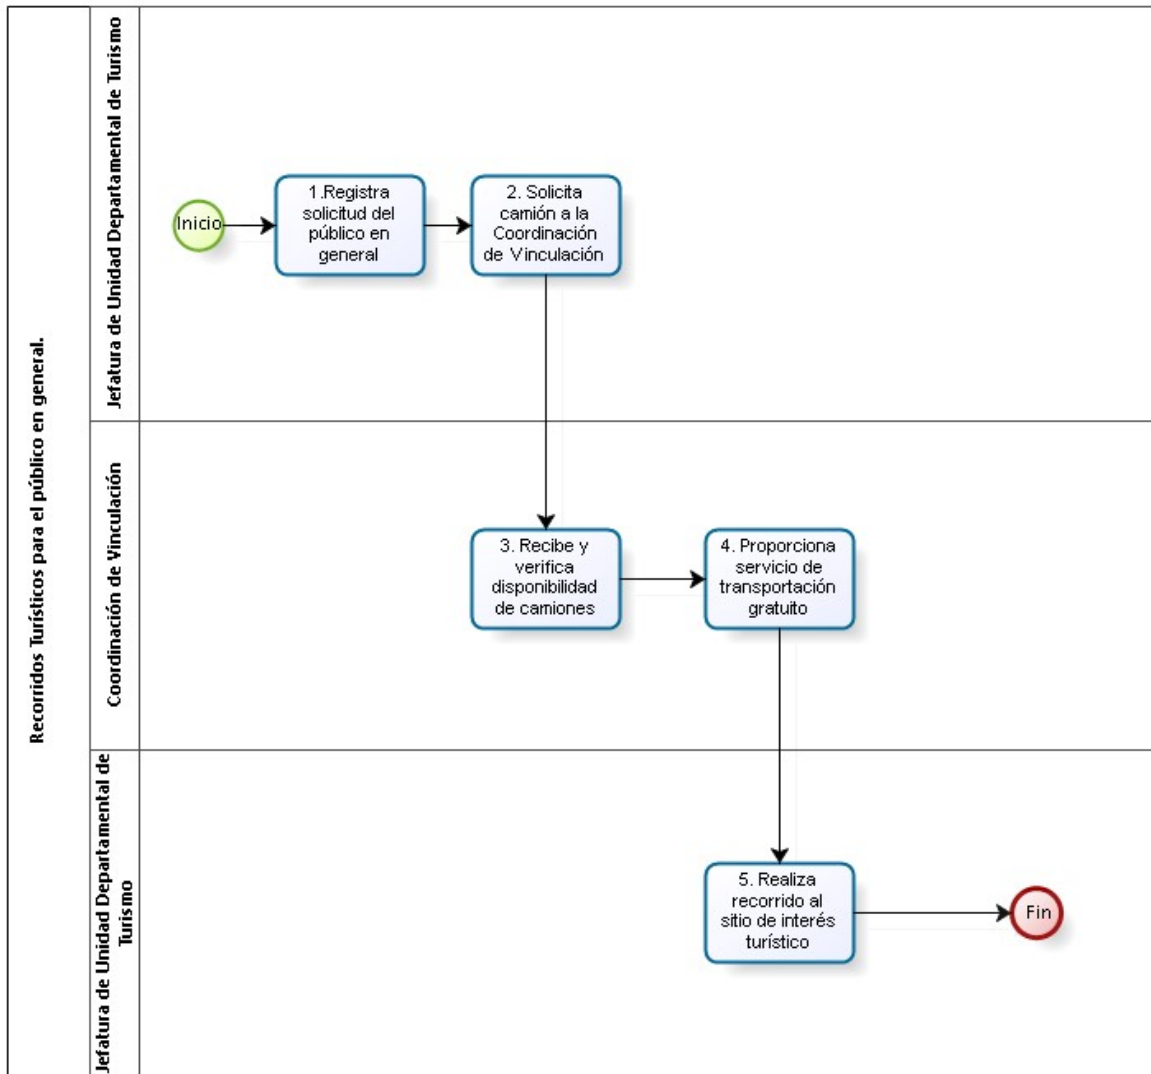 Recorridos Turísticos para el público en general.
Jefatura de Unidad Departamental de Turismo
Inicio
1.Registra
solicitud del
público en
general
2. Solicita
camión a la
Coordinación
de Vinculación
Coordinación de Vinculación
3. Recibe y
verifica
disponibilidad
de camiones
4. Proporciona
servicio de
transportación
gratuito
Jefatura de Unidad Departamental de
Turismo
5. Realiza
recorrido al
sitio de interés
turístico
Fin